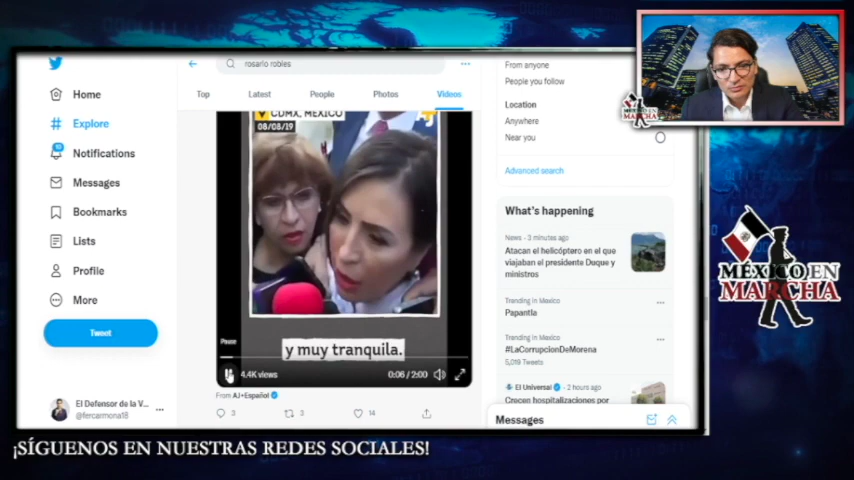 rosario robles
Home
Explore
Notifications
Messages
Bookmarks
Lists
Profile
More
Tweet
El Defensor de la V...
@fercarmona18
Top
Latest
People
Photos
Videos
CDMX, MÉXICO
08/08/19
Pause
y muy tranquila.
4.4K views
0:06 / 2:00
From AJ+Español
3
3
14
From anyone
People you follow
Location
Anywhere
Near you
Advanced search
What's happening
News · 3 minutes ago
Atacan el helicóptero en el que
viajaban el presidente Duque y
ministros
Trending in Mexico
Papantla
Trending in Mexico
#LaCorrupcionDeMorena
5,019 Tweets
El Universal · 2 hours ago
Crecen hospitalizaciones por
Messages
MÉXICO EN
MARCHA
MÉXICO EN
MARCHA
¡SÍGUENOS EN NUESTRAS REDES SOCIALES!